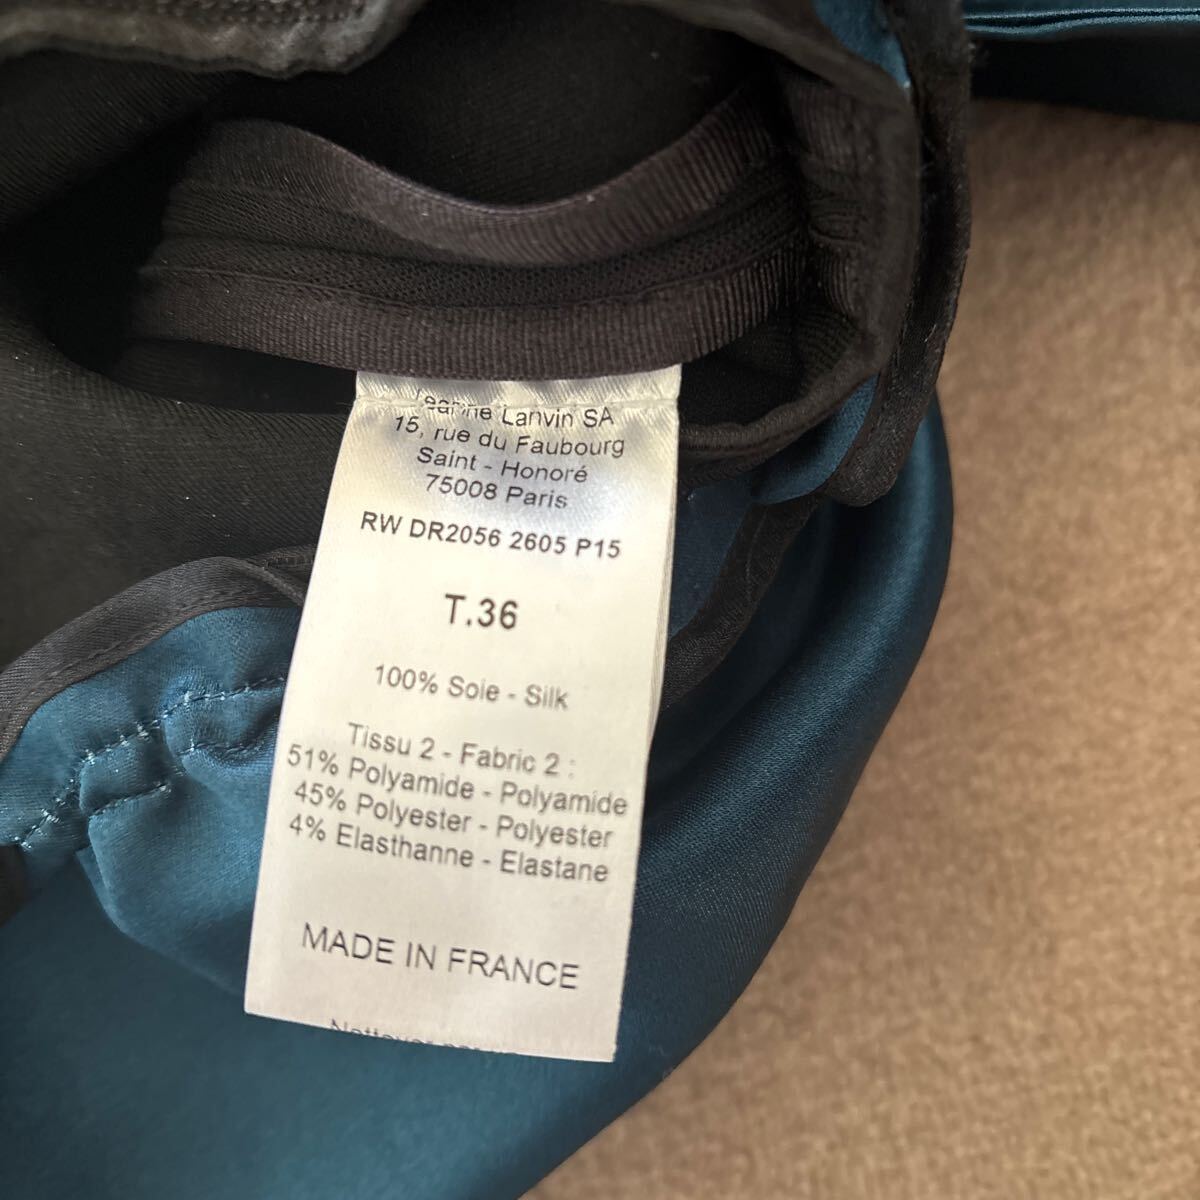 Jeanne Lanvin SA
15, rue du Faubourg
Saint - Honoré
75008 Paris
RW DR2056 2605 P15
T.36
100% Soie - Silk
Tissu 2 - Fabric 2 :
51% Polyamide - Polyamide
45% Polyester - Polyester
4% Elasthanne - Elastane
MADE IN FRANCE